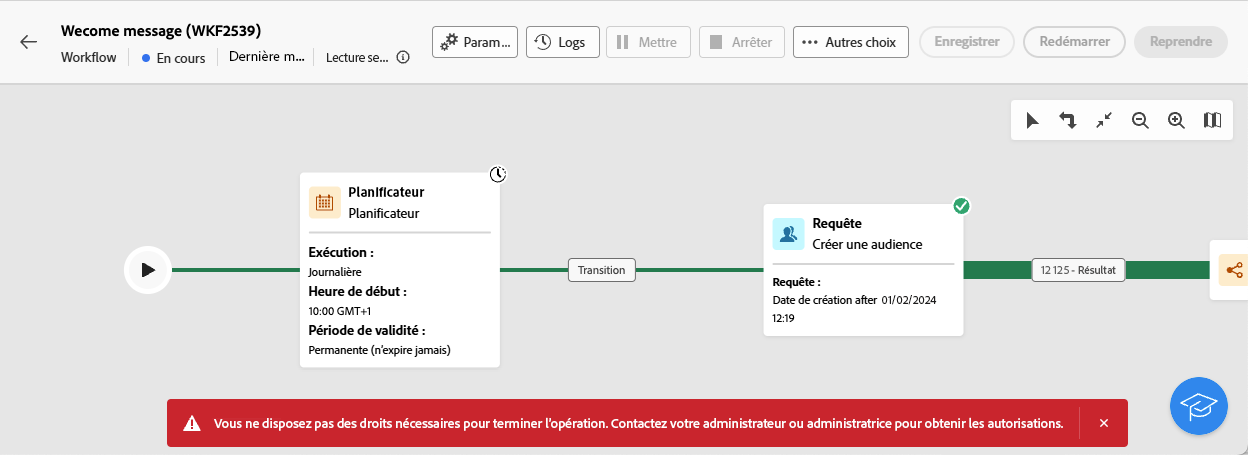 Wecome message (WKF2539)
Workflow En cours Dernière m... Lecture se...
Param... Logs Mettre Arrêter Autres choix Enregistrer Redémarrer Reprendre
Planificateur
Planificateur
Exécution :
Journalière
Heure de début :
10:00 GMT+1
Période de validité :
Permanente (n'expire jamais)
Transition
Requête
Créer une audience
Requête :
Date de création after 01/02/2024
12:19
12 125 - Résultat
Vous ne disposez pas des droits nécessaires pour terminer l'opération. Contactez votre administrateur ou administratrice pour obtenir les autorisations.